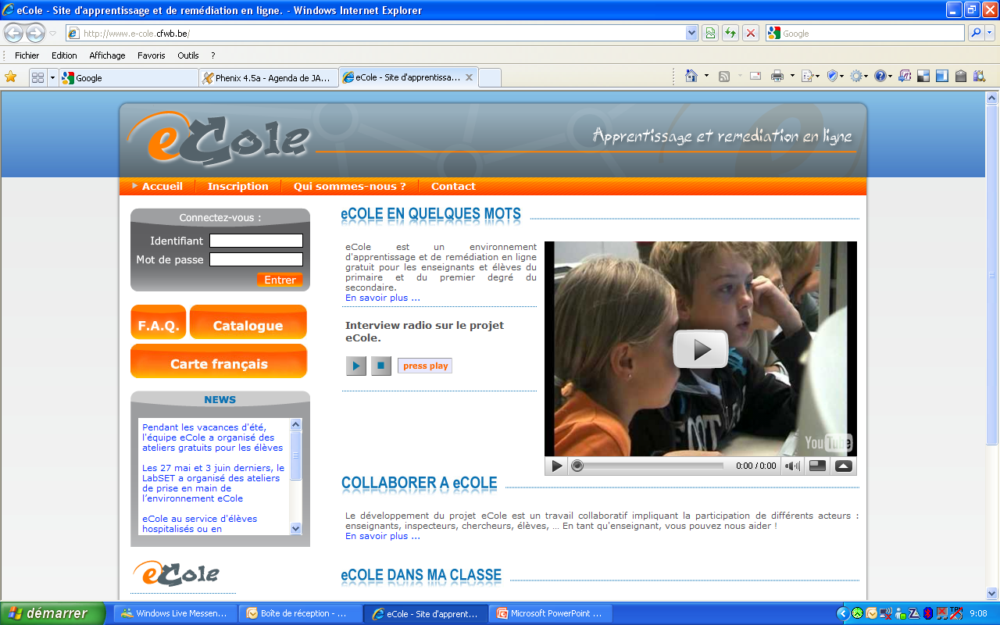 eCole - Site d'apprentissage et de remédiation en ligne. - Windows Internet Explorer
http://www.e-cole.cfwb.be/
Google
Fichier Edition Affichage Favoris Outils ?
Google
Phenix 4.5a - Agenda de JA...
eCole - Site d'apprentissa...
eCole
Apprentissage et remediation en ligne
Accueil Inscription Qui sommes-nous ? Contact
Connectez-vous :
Identifiant
Mot de passe
Entrer
F.A.Q. Catalogue
Carte français
NEWS
Pendant les vacances d'été,
l'équipe eCole a organisé des
ateliers gratuits pour les élèves
Les 27 mai et 3 juin derniers, le
LabSET a organisé des ateliers
de prise en main de
l’environnement eCole
eCole au service d'élèves
hospitalisés ou en
eCole
eCOLE EN QUELQUES MOTS
eCole est un environnement
d'apprentissage et de remédiation en ligne
gratuit pour les enseignants et élèves du
primaire et du premier degré du
secondaire.
En savoir plus ...
Interview radio sur le projet
eCole.
press play
YouTube
0:00 / 0:00
COLLABORER A eCOLE
Le développement du projet eCole est un travail collaboratif impliquant la participation de différents acteurs :
enseignants, inspecteurs, chercheurs, élèves, ... En tant qu'enseignant, vous pouvez nous aider !
En savoir plus ...
eCOLE DANS MA CLASSE
démarrer
Windows Live Messen...
Boîte de réception - ...
eCole - Site d'apprent...
Microsoft PowerPoint ...
9:08